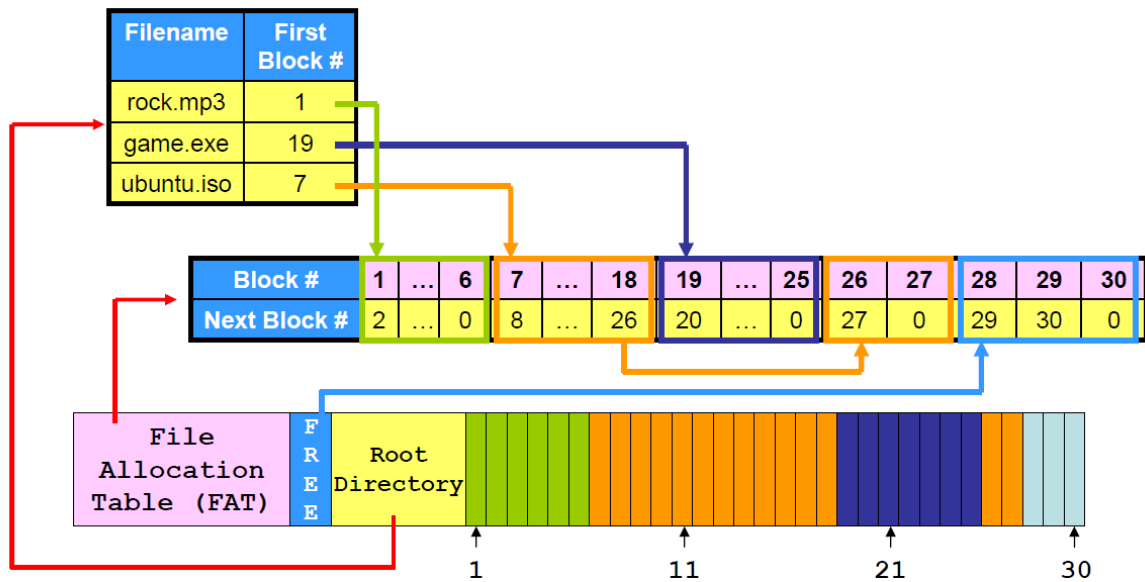 Filename First
Block #
rock.mp3 1
game.exe 19
ubuntu.iso 7
Block # 1 ... 6 7 ... 18 19 ... 25 26 27 28 29 30
Next Block # 2 ... 0 8 ... 26 20 ... 0 27 0 29 30 0
File
Allocation
Table (FAT)
F
R
E
E
Root
Directory
1 11 21 30